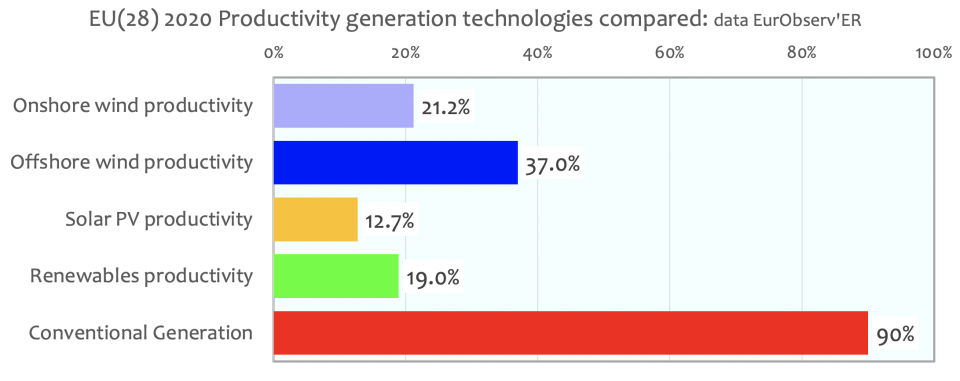 EU(28) 2020 Productivity generation technologies compared: data EurObserv'ER
0% 20% 40% 60% 80% 100%
Onshore wind productivity 21.2%
Offshore wind productivity 37.0%
Solar PV productivity 12.7%
Renewables productivity 19.0%
Conventional Generation 90%